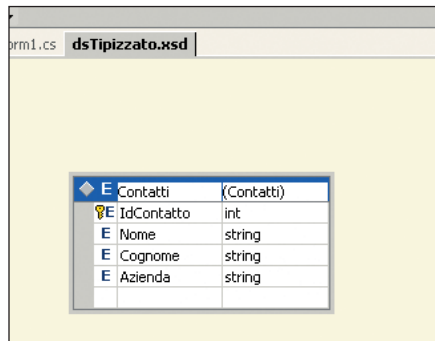 orm1.cs dsTipizzato.xsd
E Contatti (Contatti)
E IdContatto int
E Nome string
E Cognome string
E Azienda string